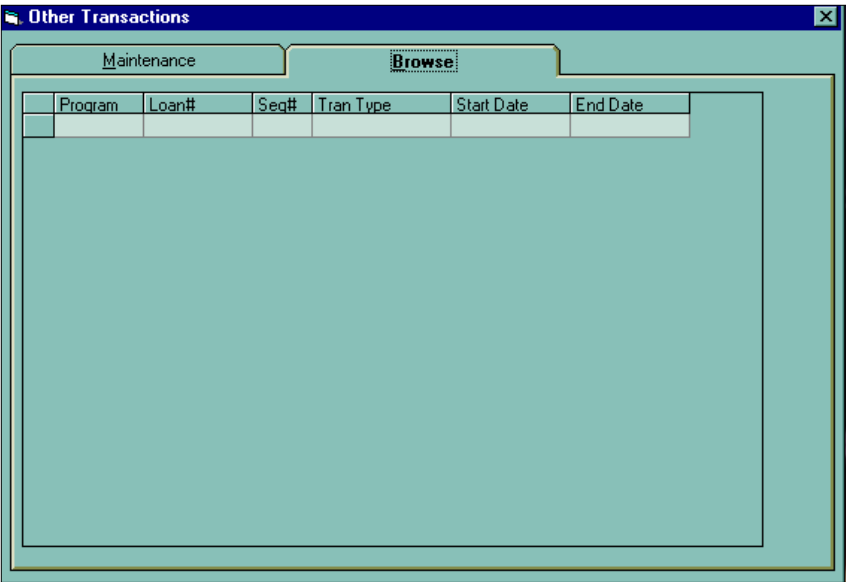 Other Transactions
Maintenance Browse
Program Loan# Seq# Tran Type Start Date End Date